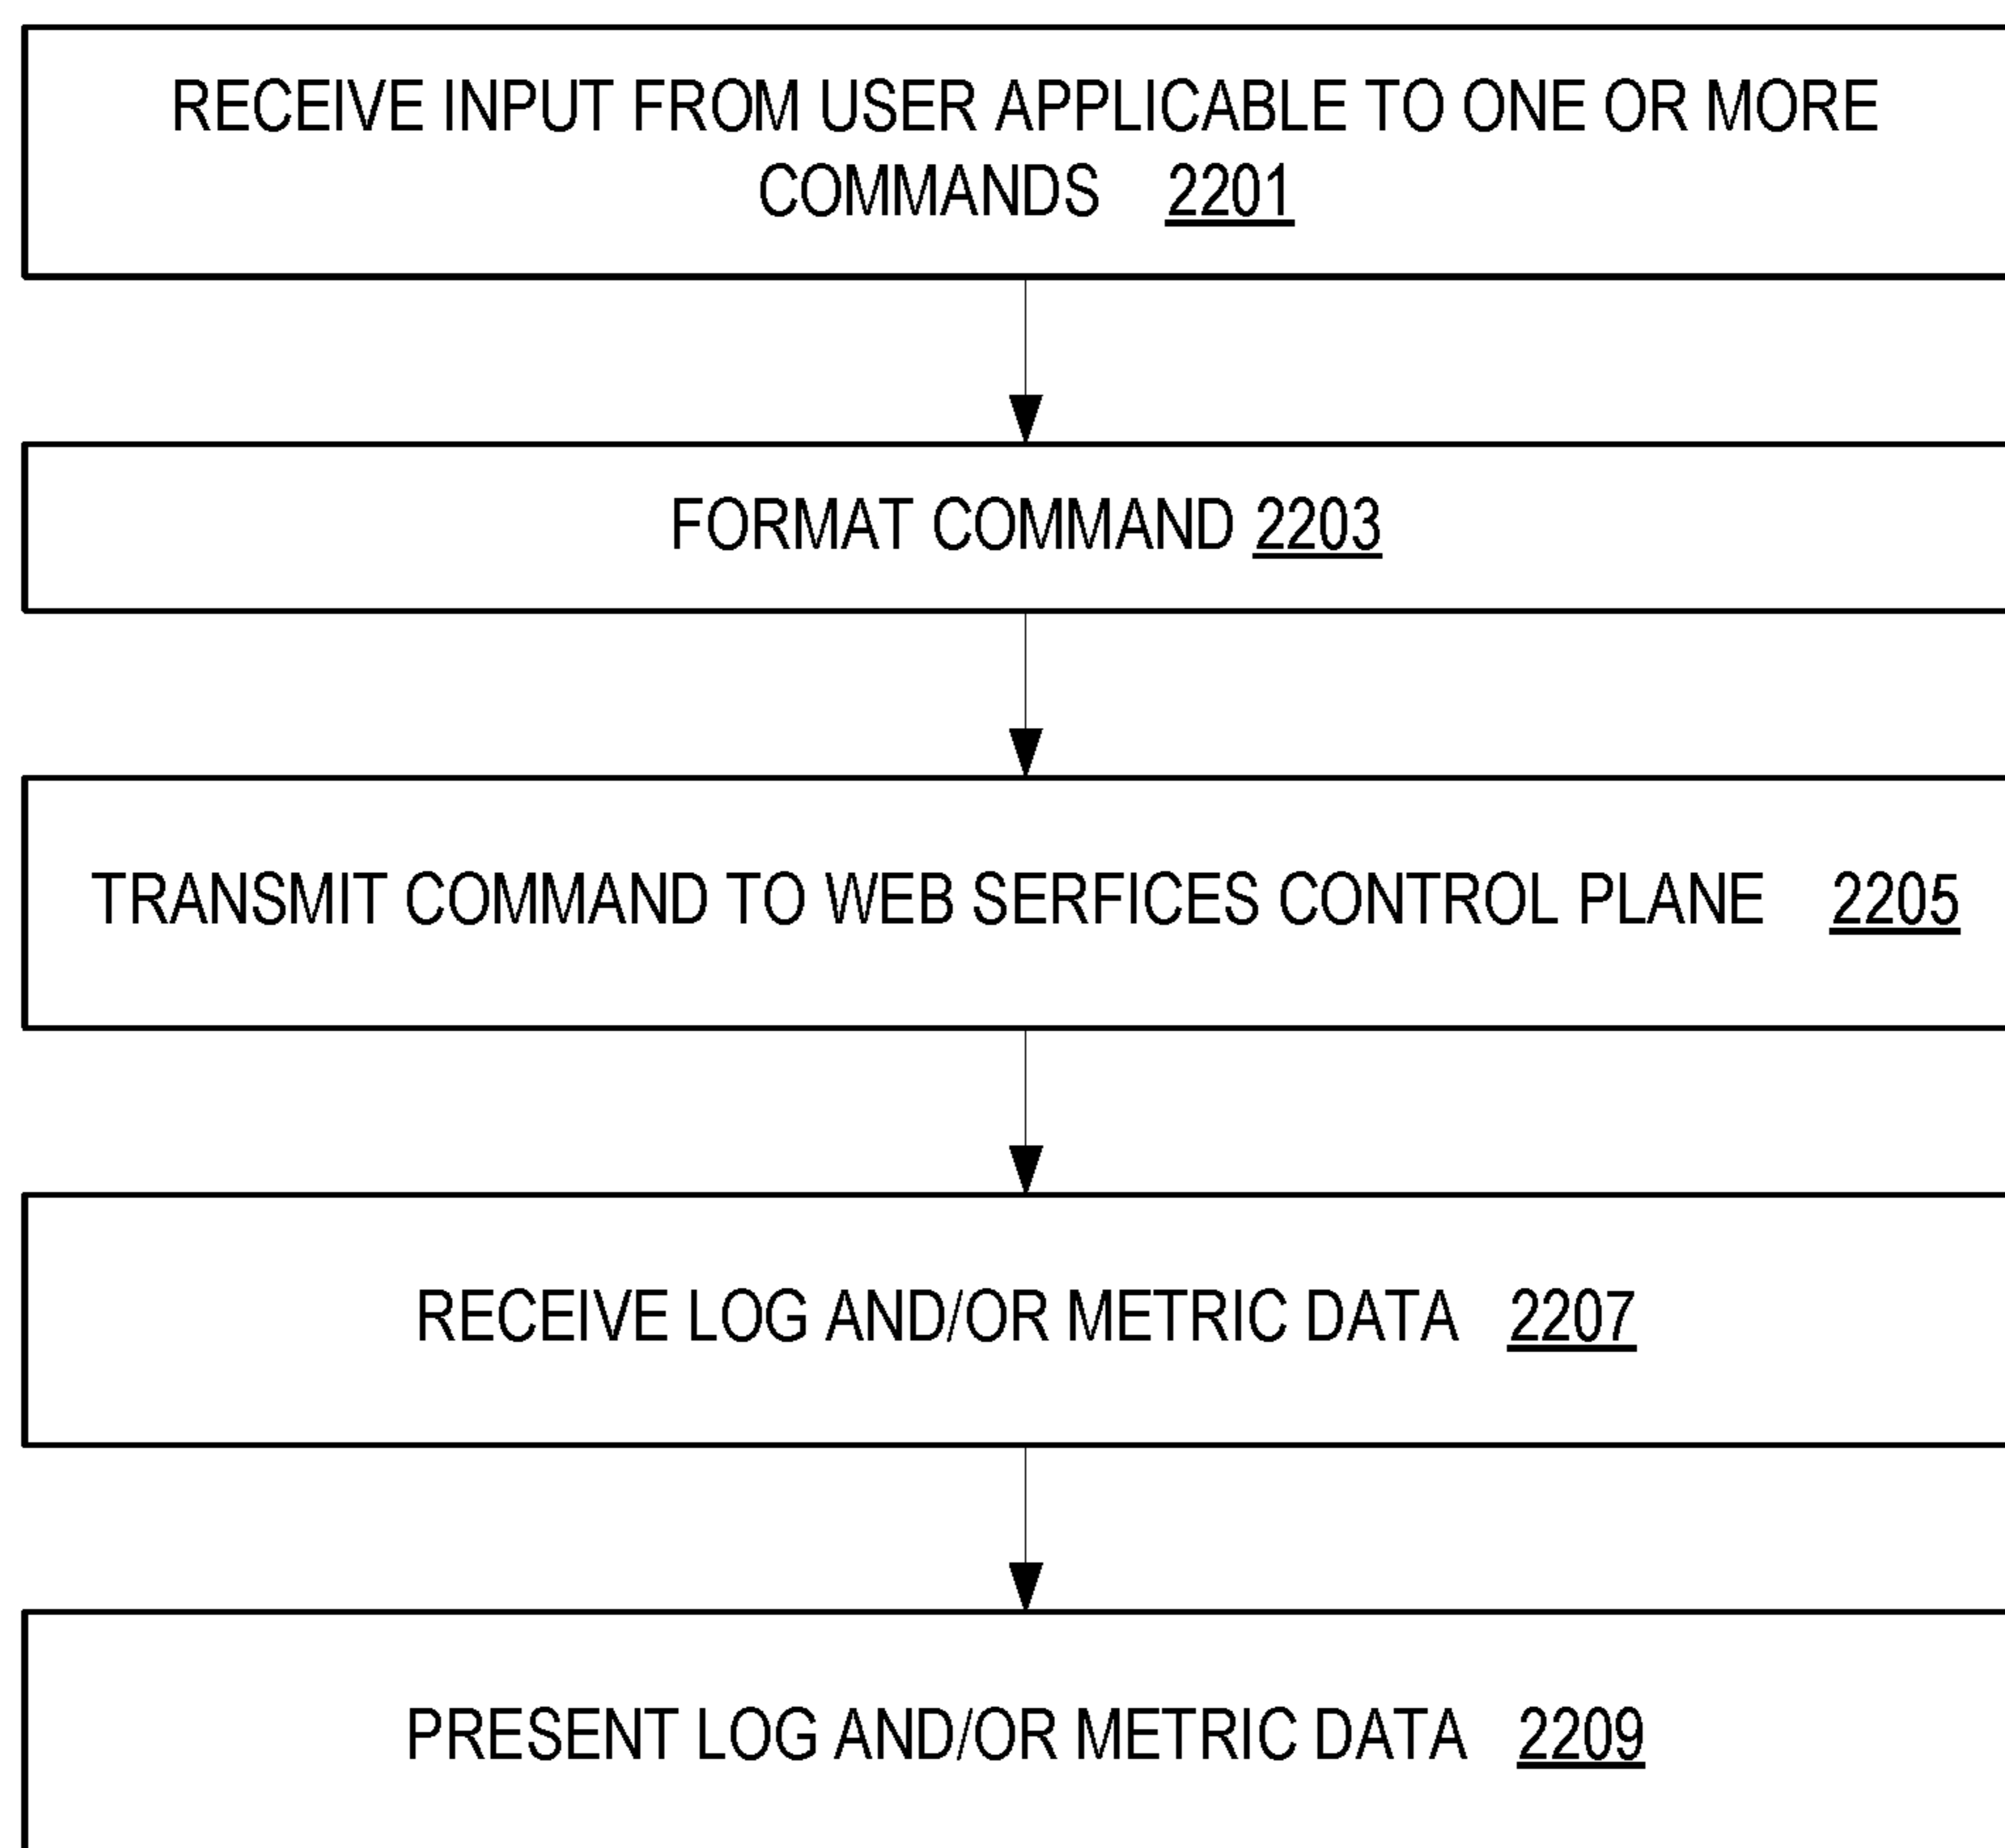 RECEIVE INPUT FROM USER APPLICABLE TO ONE OR MORE
COMMANDS 2201
FORMAT COMMAND 2203
TRANSMIT COMMAND TO WEB SERFICES CONTROL PLANE 2205
RECEIVE LOG AND/OR METRIC DATA 2207
PRESENT LOG AND/OR METRIC DATA 2209